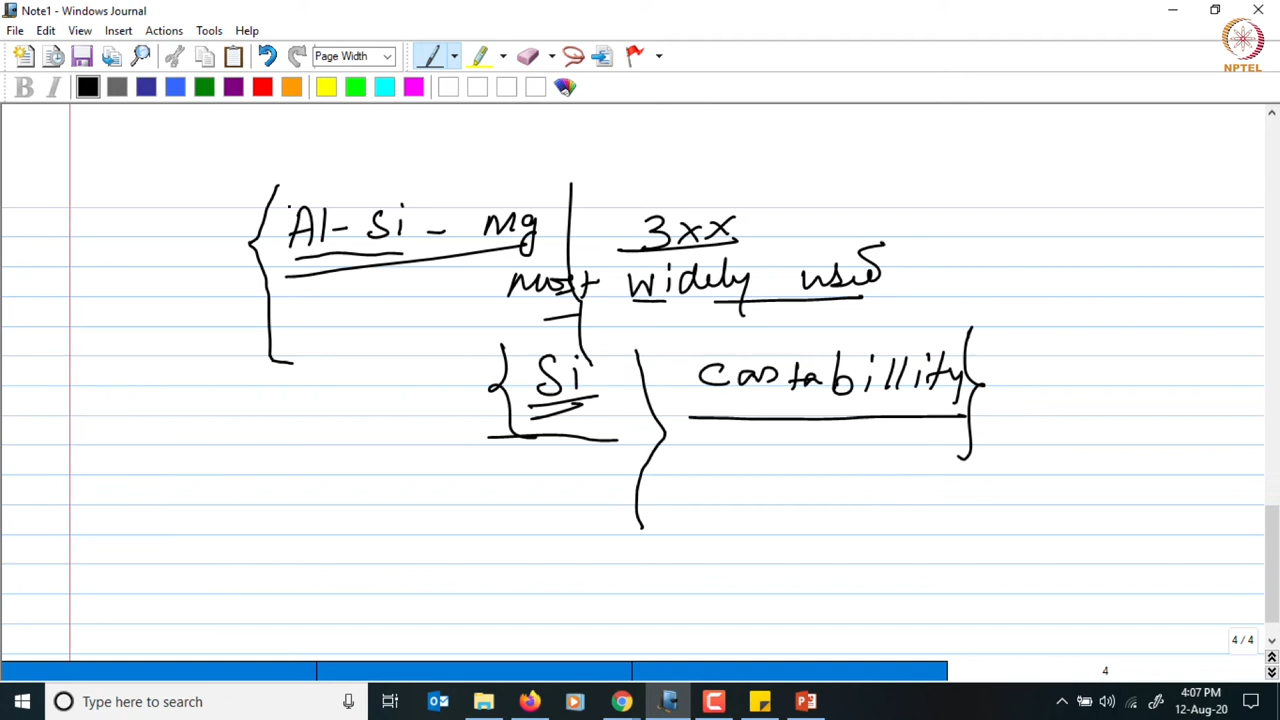 Note1 - Windows Journal
File Edit View Insert Actions Tools Help
Page Width
NPTEL
B I
Al-Si - Mg 3xx
most widely used
Si castabillity
4 / 4
4
Type here to search
4:07 PM
12-Aug-20